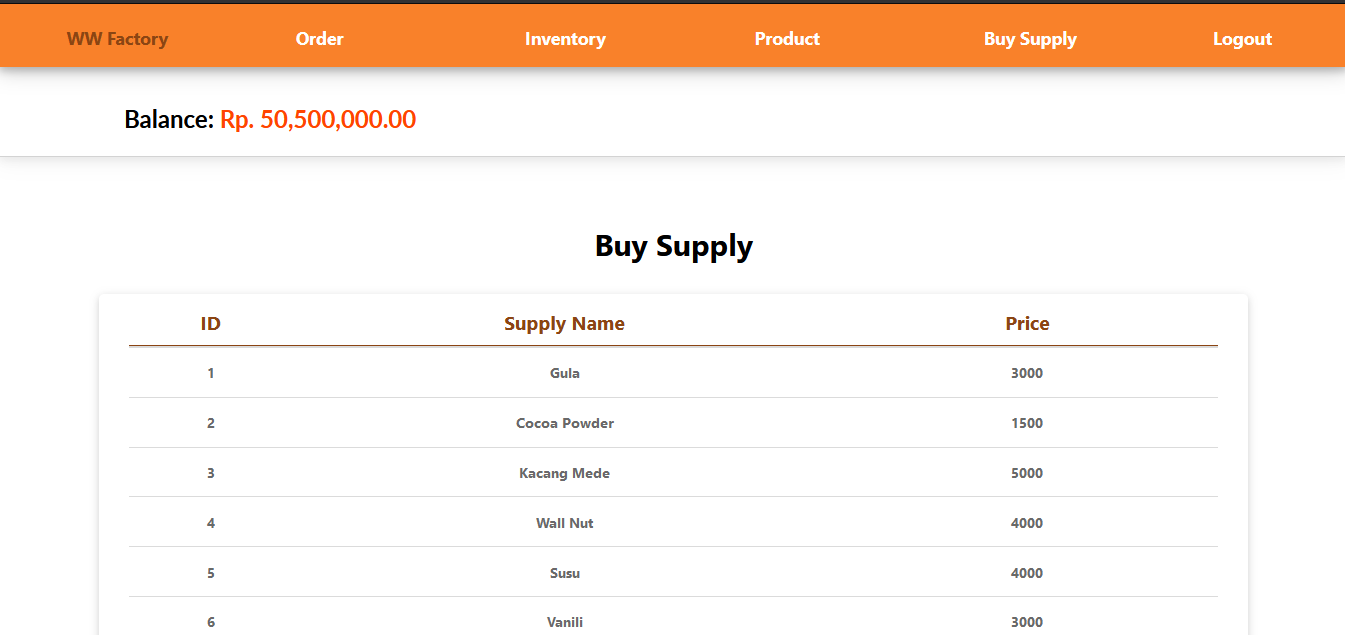 WW Factory Order Inventory Product Buy Supply Logout
Balance: Rp. 50,500,000.00
Buy Supply
ID Supply Name Price
1 Gula 3000
2 Cocoa Powder 1500
3 Kacang Mede 5000
4 Wall Nut 4000
5 Susu 4000
6 Vanili 3000